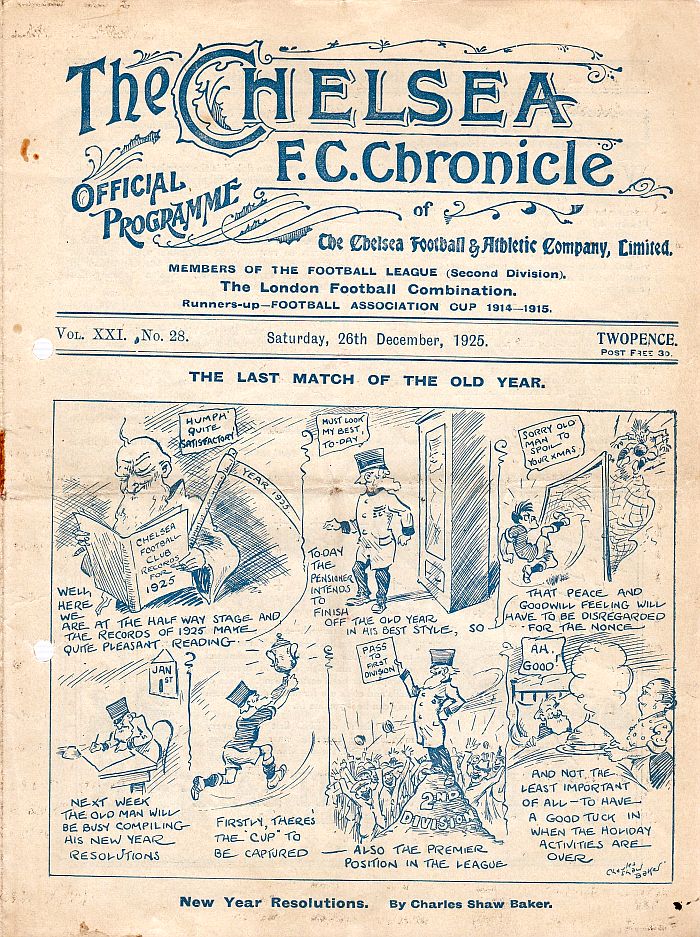 The CHELSEA
F.C. Chronicle
OFFICIAL
PROGRAMME
of
The Chelsea Football & Athletic Company, Limited.
MEMBERS OF THE FOOTBALL LEAGUE (Second Division).
The London Football Combination.
Runners-up—FOOTBALL ASSOCIATION CUP 1914—1915.
VOL. XXI. No. 28.
Saturday, 26th December, 1925.
TWOPENCE.
POST FREE 3D.
THE LAST MATCH OF THE OLD YEAR.
HUMPH'
QUITE
SATISFACTORY
YEAR 1925
CHELSEA
FOOTBALL
CLUB
RECORDS
FOR
1925
WELL,
HERE
WE
ARE AT THE HALF WAY STAGE AND
THE RECORDS OF 1925 MAKE
QUITE PLEASANT READING.
MUST LOOK
MY BEST,
TO-DAY
TO-DAY
THE
PENSIONER
INTENDS
TO
FINISH
OFF THE OLD YEAR
IN HIS BEST STYLE, SO
SORRY OLD
MAN TO
SPOIL
YOUR XMAS
THAT PEACE AND
GOODWILL FEELING WILL
HAVE TO BE DISREGARDED
FOR THE NONCE
JAN
1ST
NEXT WEEK
THE OLD MAN WILL
BE BUSY COMPILING
HIS NEW YEAR
RESOLUTIONS
FIRSTLY, THERE'S
THE "CUP" TO
BE CAPTURED
PASS
TO
FIRST
DIVISION
2ND
DIVISION
— ALSO THE PREMIER
POSITION IN THE LEAGUE
AH,
GOOD!
AND NOT, THE
LEAST IMPORTANT
OF ALL — TO HAVE
A GOOD TUCK IN
WHEN THE HOLIDAY
ACTIVITIES ARE
OVER
Charles
Shaw
Baker
New Year Resolutions. By Charles Shaw Baker.